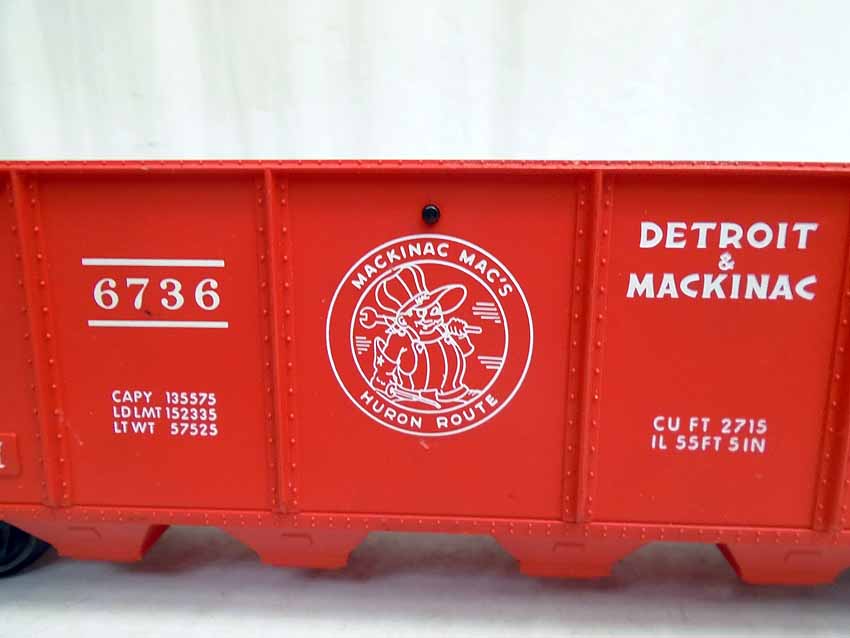 6736
CAPY 135575
LD LMT 152335
LT WT 57525
MACKINAC MAC'S
HURON ROUTE
DETROIT
&
MACKINAC
CU FT 2715
IL 55FT 5IN